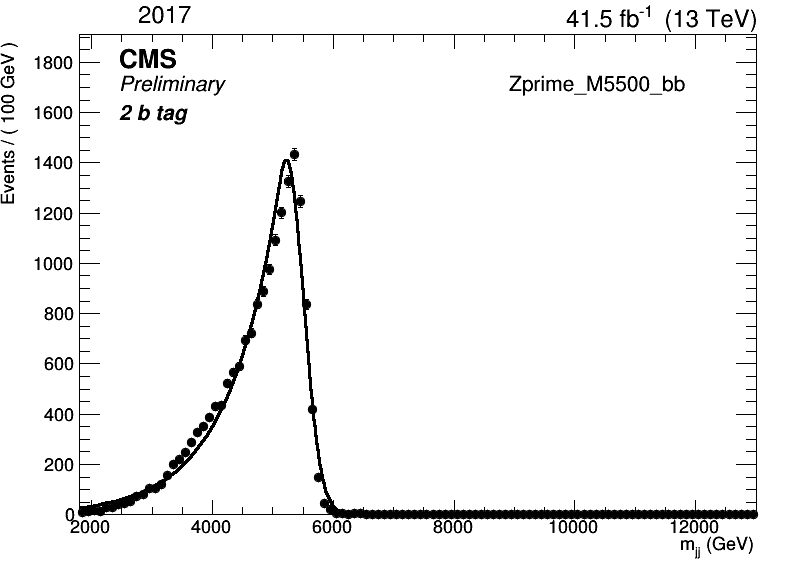 2017
41.5 fb⁻¹ (13 TeV)
CMS
Preliminary
2 b tag
Zprime_M5500_bb
Events / ( 100 GeV )
1800
1600
1400
1200
1000
800
600
400
200
0
2000 4000 6000 8000 10000 12000
m_jj (GeV)